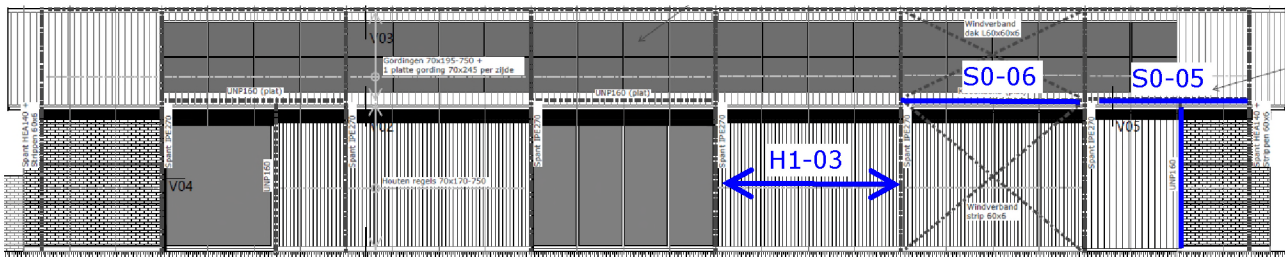 Windverband
dak L60x60x6
V03
Gordingen 70x195-750 +
1 platte gording 70x245 per zijde
S0-06
S0-05
UNP160 (plat)
UNP160 (plat)
Spant HEA140 +
Strippen 60x6
Spant IPE270
Spant IPE270
Spant IPE270
Spant IPE270
Spant IPE270
Spant IPE270
Spant HEA140 +
Strippen 60x6
V02
V05
H1-03
UNP160
Houten regels 70x170-750
UNP160
V04
Windverband
strip 60x6